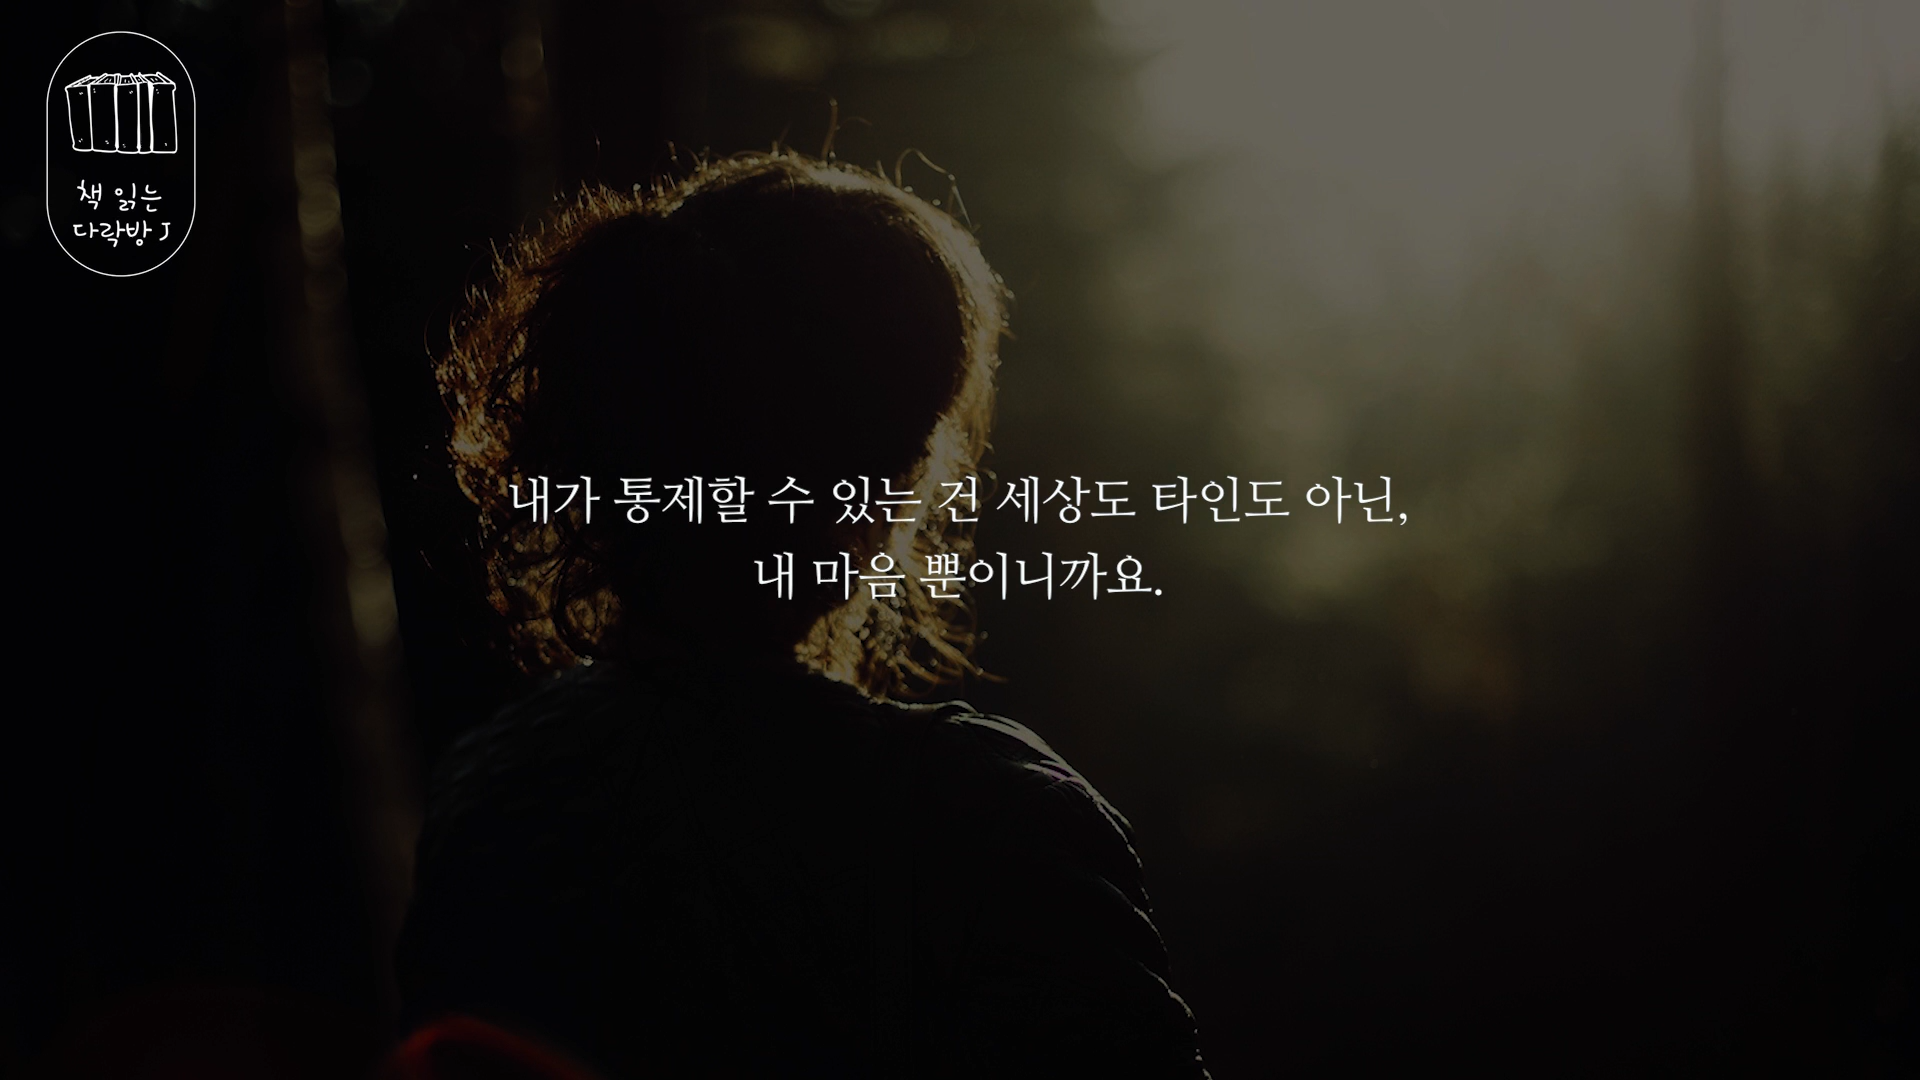 책 읽는
다락방 J
내가 통제할 수 있는 건 세상도 타인도 아닌,
내 마음 뿐이니까요.